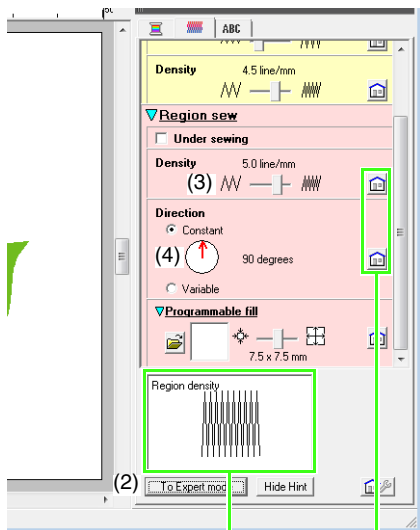 ABC
Density 4.5 line/mm
Region sew
Under sewing
Density 5.0 line/mm
(3)
Direction
Constant
(4) 90 degrees
Variable
Programmable fill
7.5 x 7.5 mm
Region density
(2) To Expert mod Hide Hint